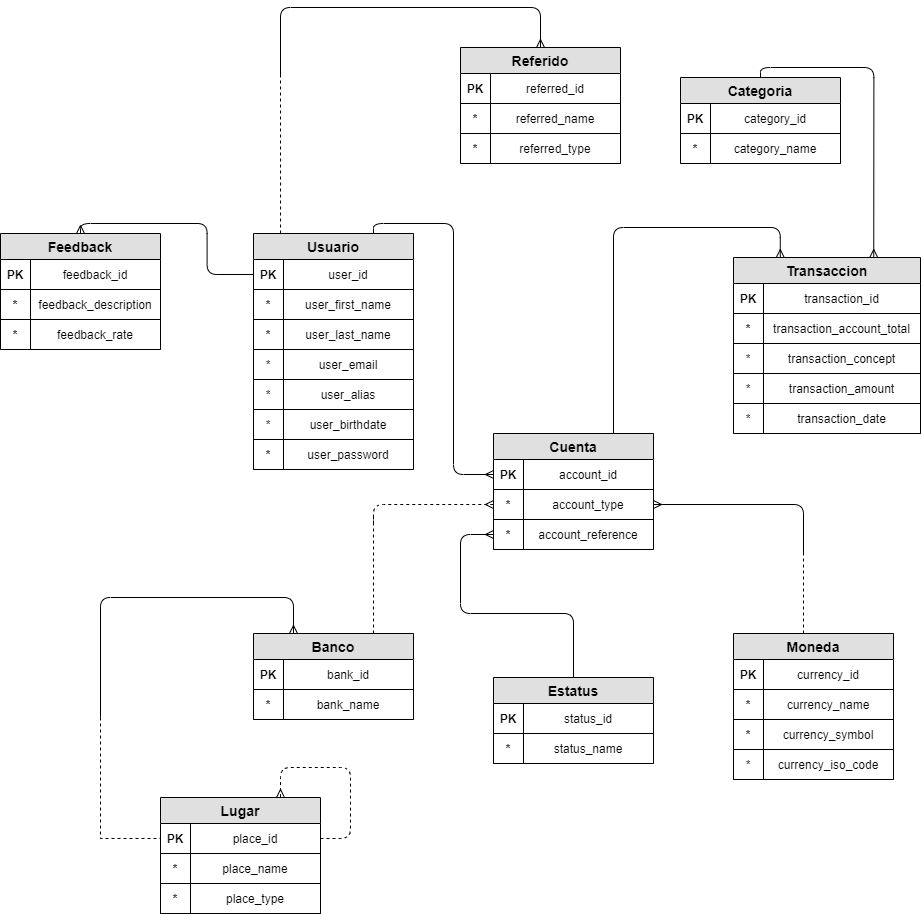 Referido
PK referred_id
* referred_name
* referred_type
Categoria
PK category_id
* category_name
Feedback
PK feedback_id
* feedback_description
* feedback_rate
Usuario
PK user_id
* user_first_name
* user_last_name
* user_email
* user_alias
* user_birthdate
* user_password
Transaccion
PK transaction_id
* transaction_account_total
* transaction_concept
* transaction_amount
* transaction_date
Cuenta
PK account_id
* account_type
* account_reference
Banco
PK bank_id
* bank_name
Estatus
PK status_id
* status_name
Moneda
PK currency_id
* currency_name
* currency_symbol
* currency_iso_code
Lugar
PK place_id
* place_name
* place_type